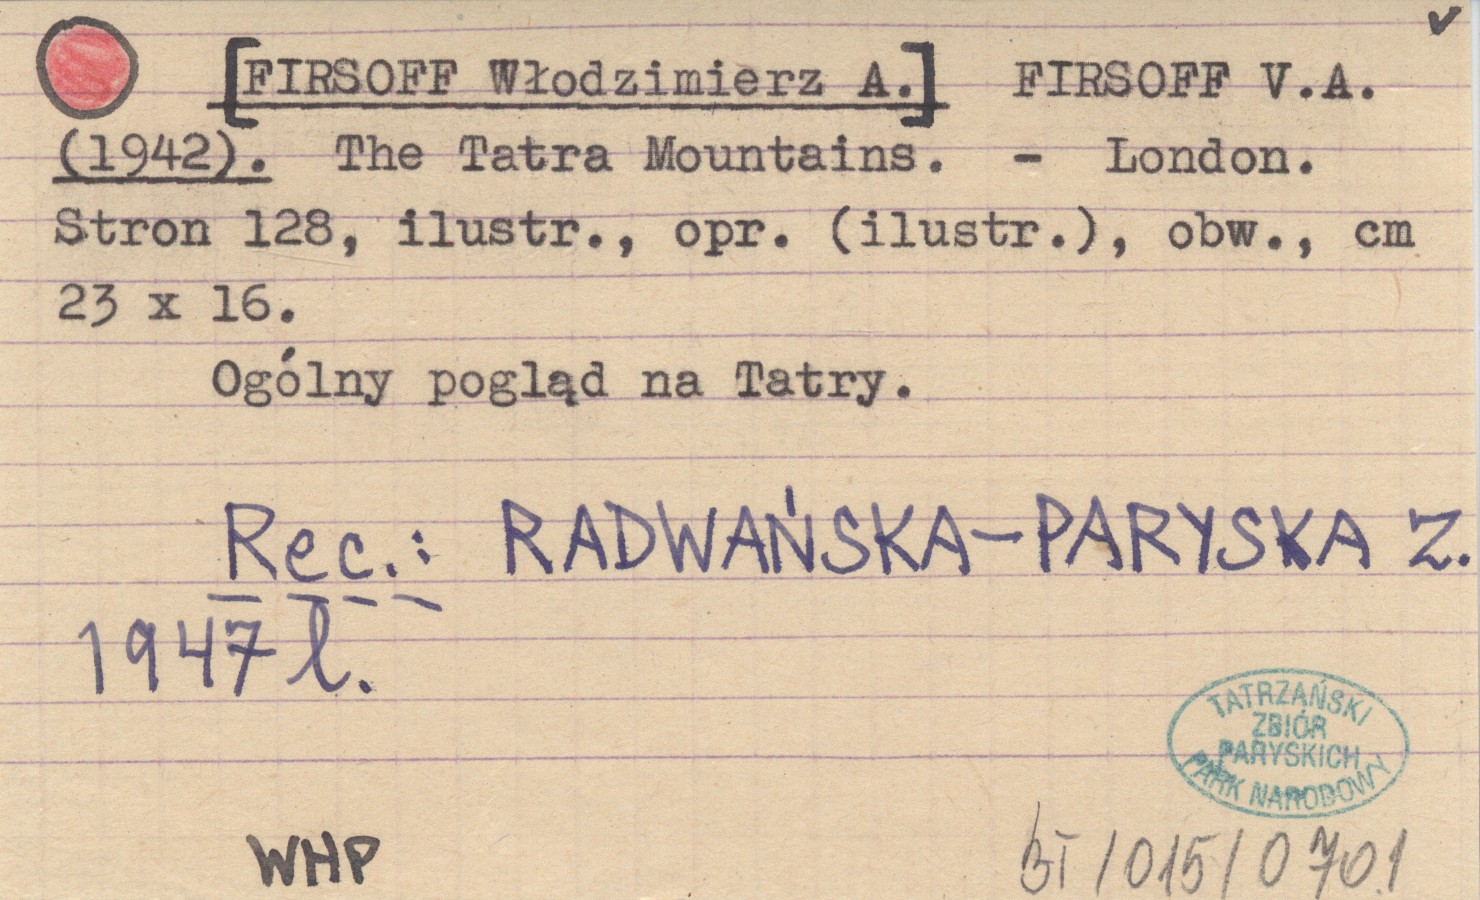 [FIRSOFF Włodzimierz A.] FIRSOFF V.A.
(1942). The Tatra Mountains. - London.
Stron 128, ilustr., opr. (ilustr.), obw., cm
23 x 16.
Ogólny pogląd na Tatry.
Rec.: RADWAŃSKA-PARYSKA Z.
1947 l.
TATRZAŃSKI
ZBIÓR
PARYSKICH
PARK NARODOWY
WHP
BT/015/0701